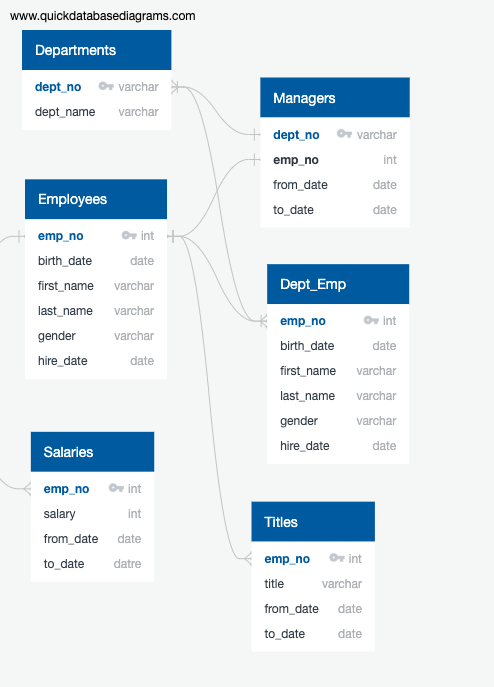 www.quickdatabasediagrams.com
Departments
dept_no varchar
dept_name varchar
Managers
dept_no varchar
emp_no int
from_date date
to_date date
Employees
emp_no int
birth_date date
first_name varchar
last_name varchar
gender varchar
hire_date date
Dept_Emp
emp_no int
birth_date date
first_name varchar
last_name varchar
gender varchar
hire_date date
Salaries
emp_no int
salary int
from_date date
to_date datre
Titles
emp_no int
title varchar
from_date date
to_date date